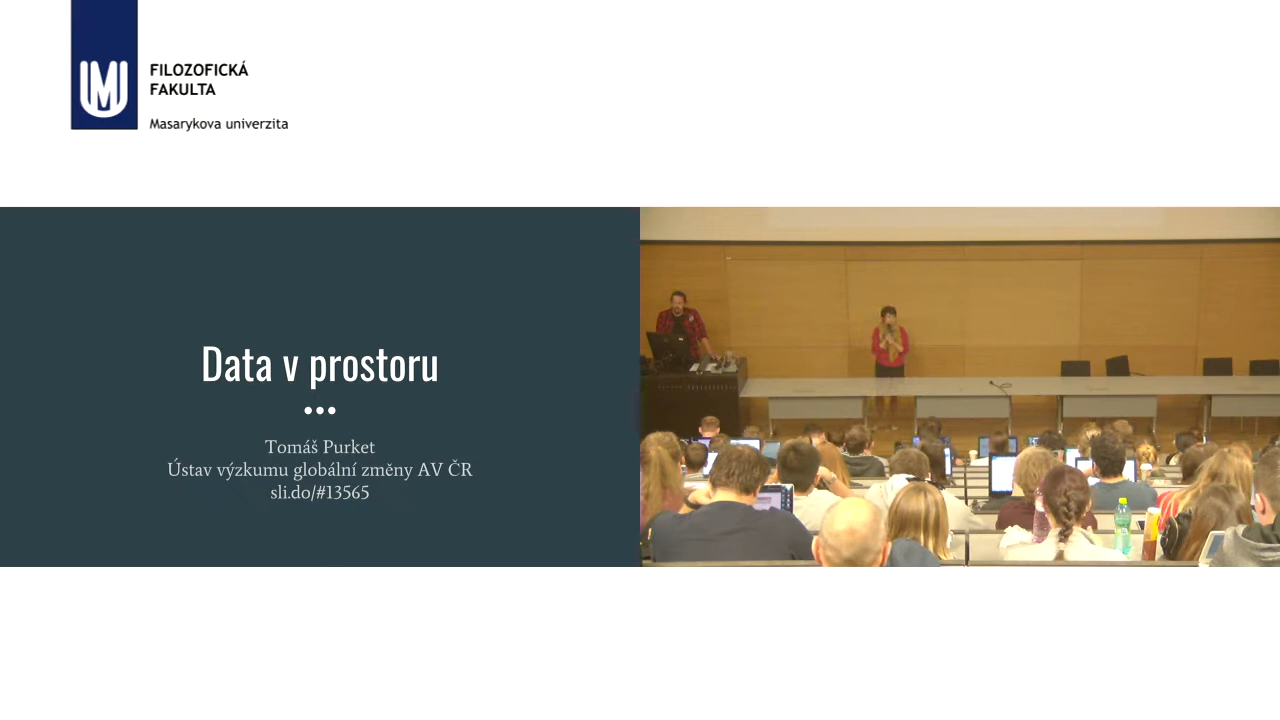 FILOZOFICKÁ
FAKULTA
Masarykova univerzita
Data v prostoru
Tomáš Purket
Ústav výzkumu globální změny AV ČR
sli.do/#13565